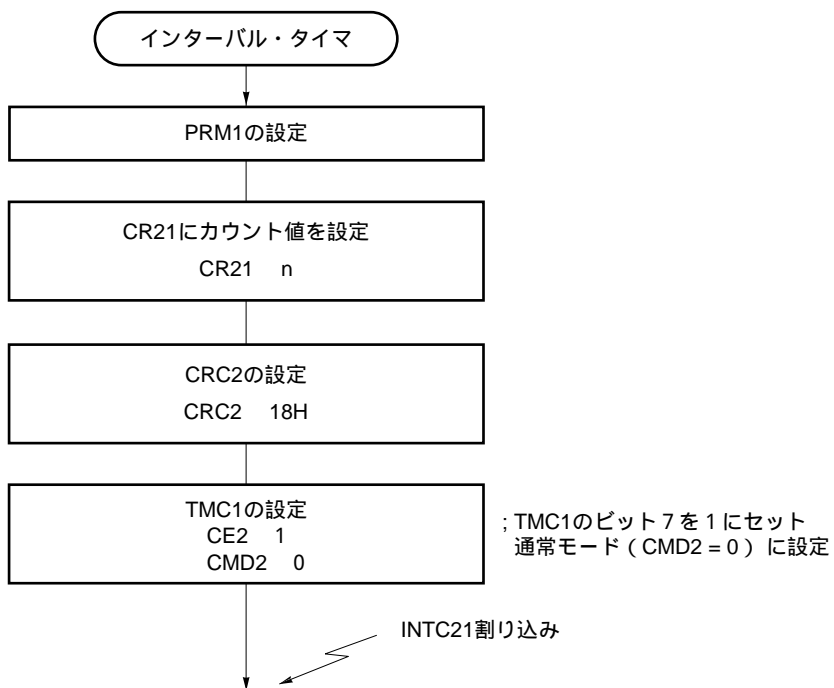 インターバル・タイマ
PRM1の設定
CR21にカウント値を設定
CR21　n
CRC2の設定
CRC2　18H
TMC1の設定
CE2　1
CMD2　0
; TMC1のビット7を1にセット
通常モード（CMD2 = 0）に設定
INTC21割り込み